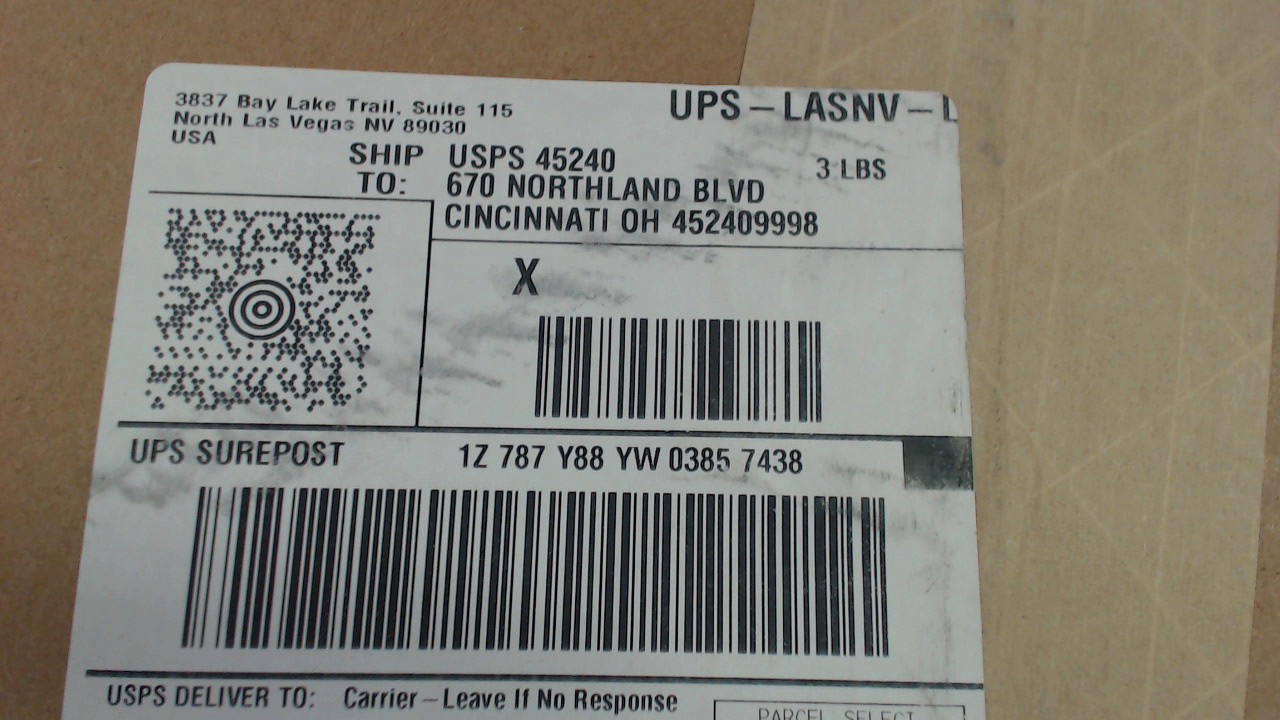 3837 Bay Lake Trail, Suite 115
North Las Vegas NV 89030
USA
UPS – LASNV –
3 LBS
SHIP TO:
USPS 45240
670 NORTHLAND BLVD
CINCINNATI OH 452409998
X
UPS SUREPOST
1Z 787 Y88 YW 0385 7438
USPS DELIVER TO: Carrier – Leave If No Response
PARCEL SELECT